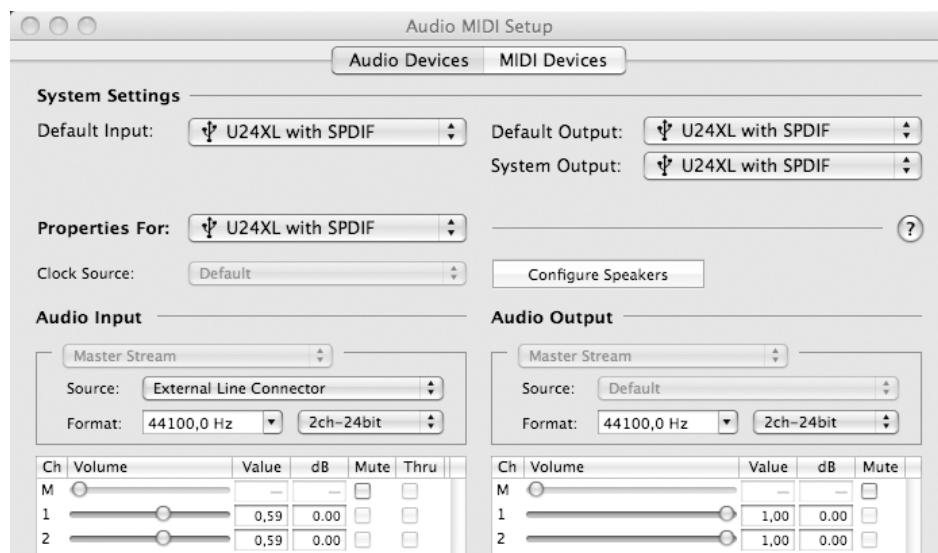 Audio MIDI Setup
Audio Devices MIDI Devices
System Settings
Default Input: U24XL with SPDIF Default Output: U24XL with SPDIF
System Output: U24XL with SPDIF
Properties For: U24XL with SPDIF ?
Clock Source: Default Configure Speakers
Audio Input Audio Output
Master Stream Master Stream
Source: External Line Connector Source: Default
Format: 44100,0 Hz 2ch-24bit Format: 44100,0 Hz 2ch-24bit
Ch Volume Value dB Mute Thru Ch Volume Value dB Mute
M — — M — —
1 0,59 0.00 1 1,00 0.00
2 0,59 0.00 2 1,00 0.00